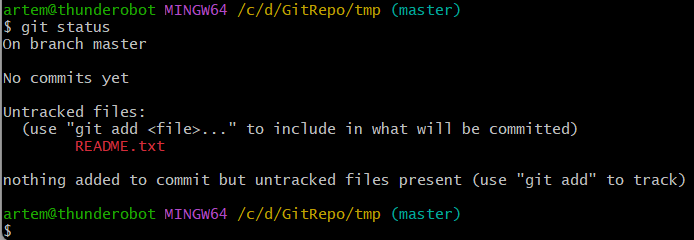 artem@thunderobot MINGW64 /c/d/GitRepo/tmp (master)
$ git status
On branch master
No commits yet
Untracked files:
  (use "git add <file>..." to include in what will be committed)
        README.txt
nothing added to commit but untracked files present (use "git add" to track)
artem@thunderobot MINGW64 /c/d/GitRepo/tmp (master)
$